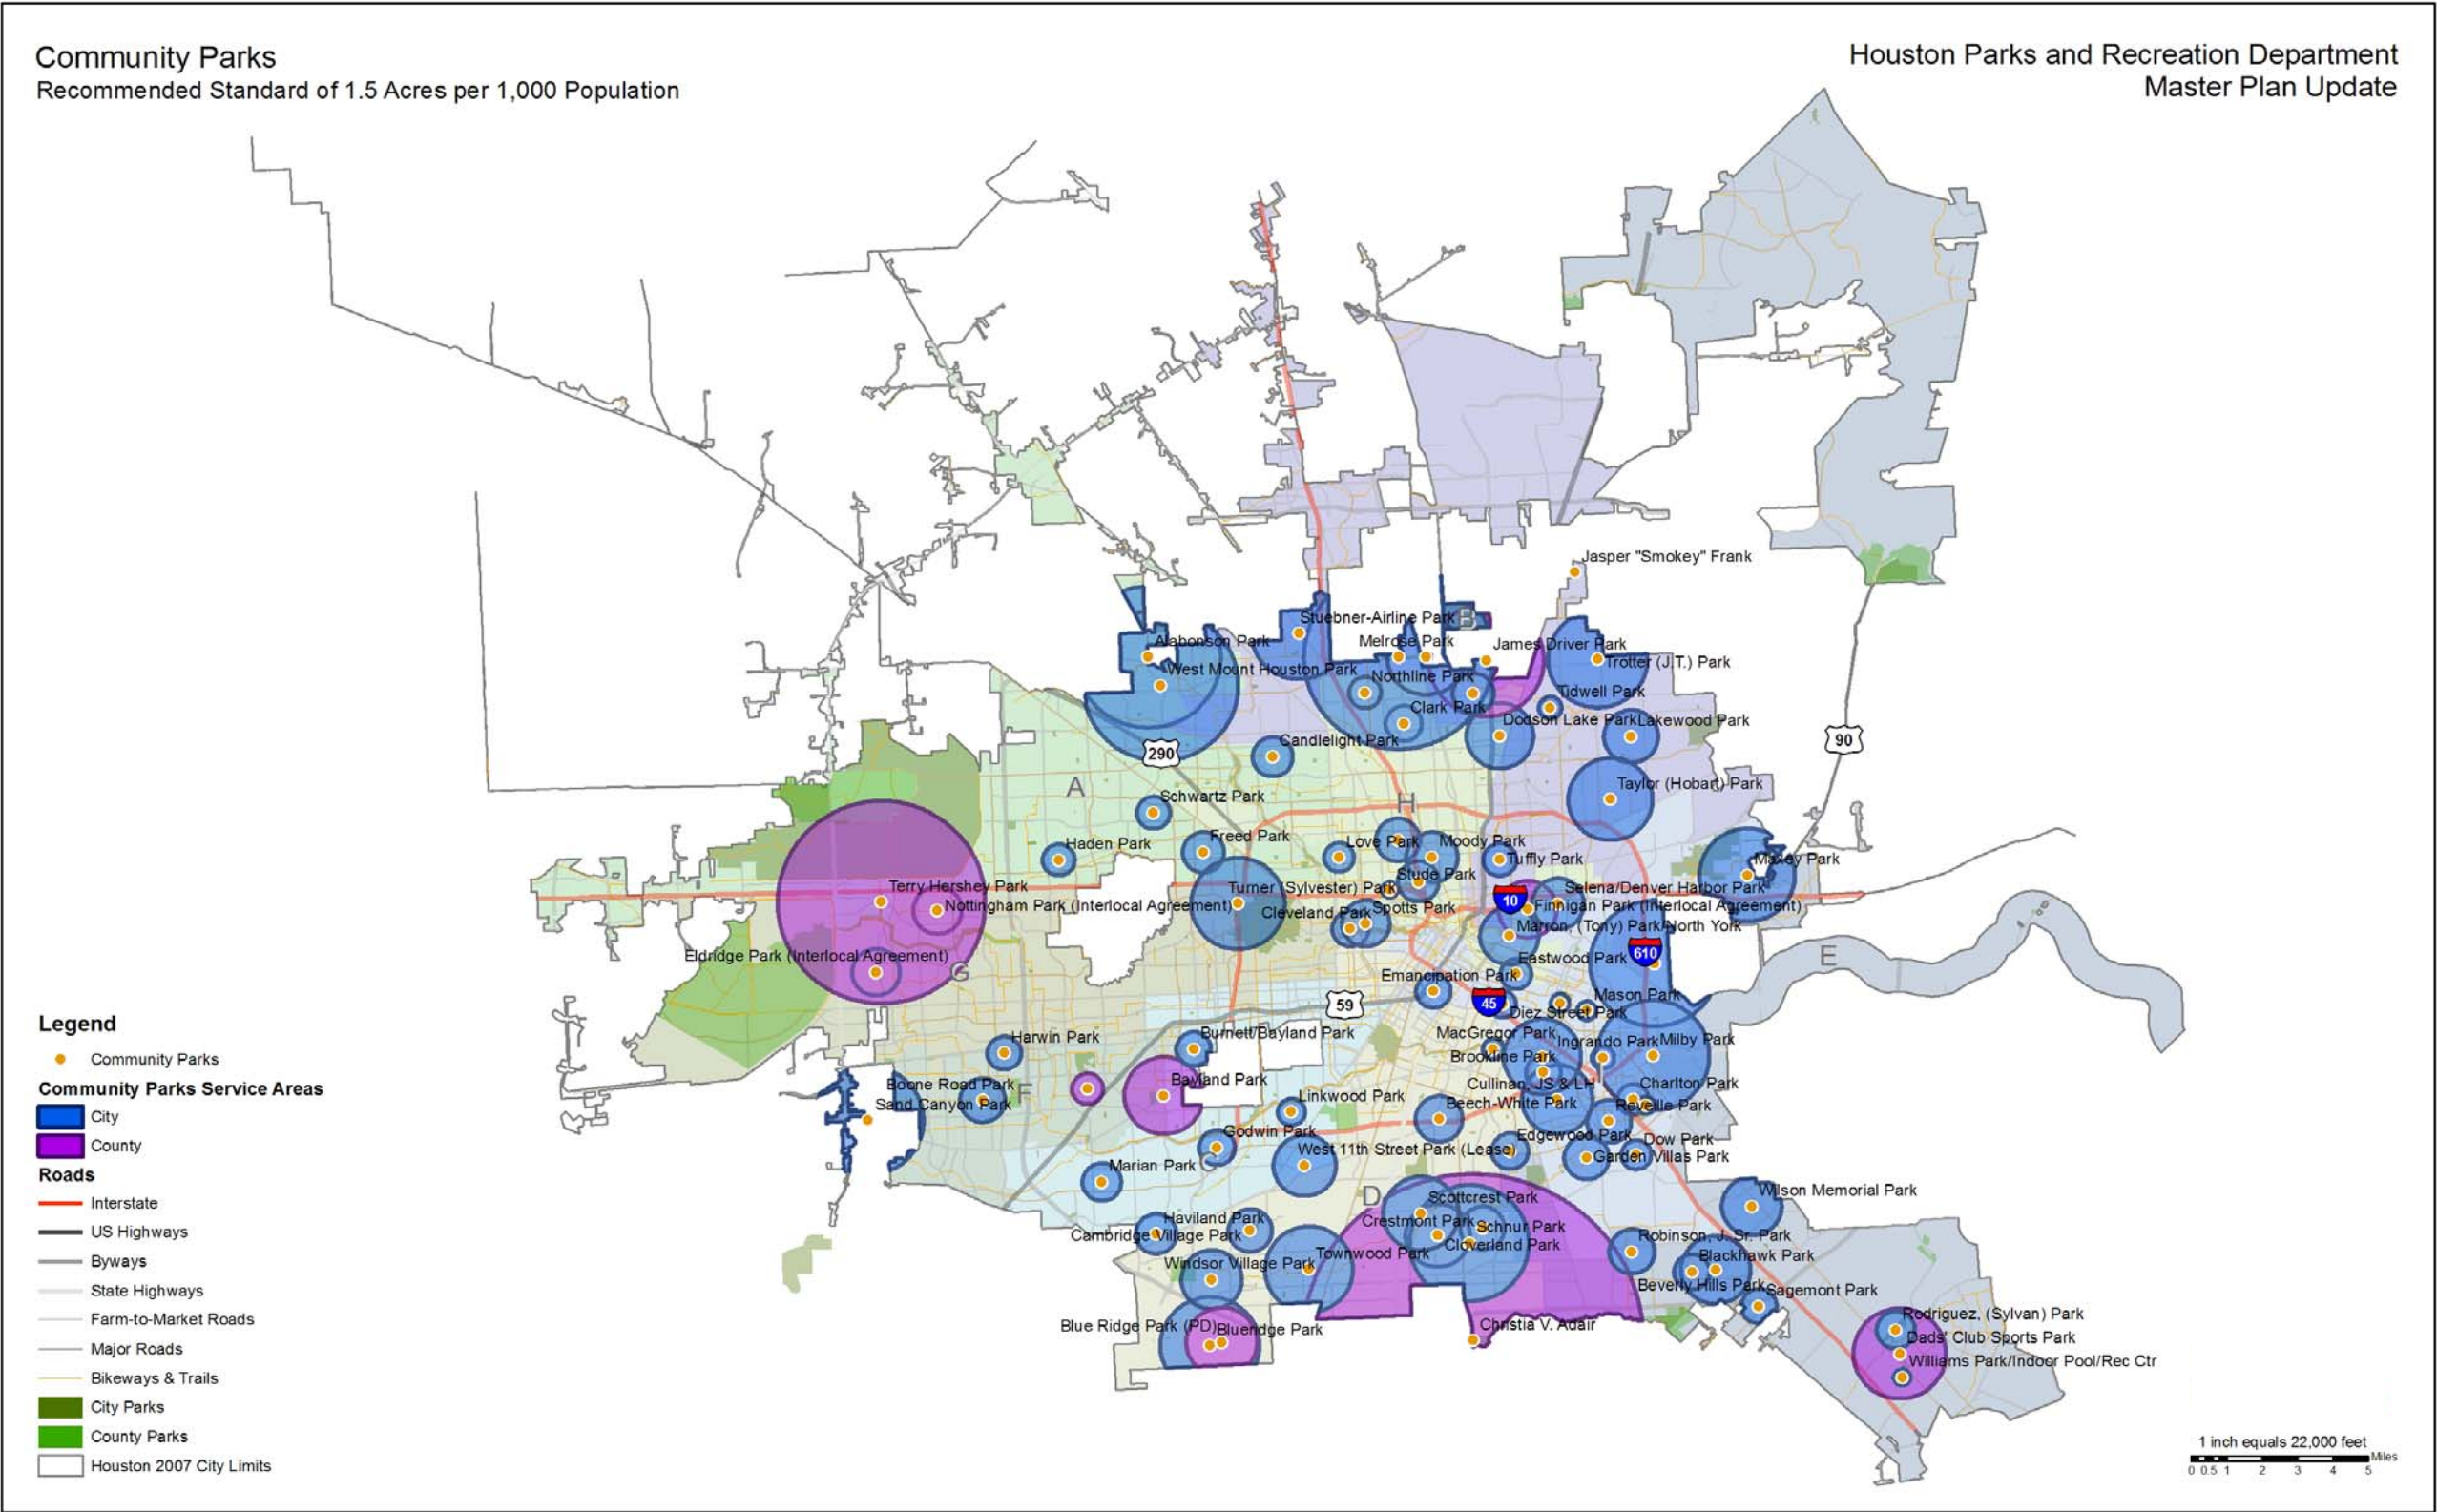 Community Parks
Recommended Standard of 1.5 Acres per 1,000 Population
Houston Parks and Recreation Department
Master Plan Update
Jasper "Smokey" Frank
Stuebner-Airline Park
B
Alabonson Park
Melrose Park
James Driver Park
West Mount Houston Park
Trotter (J.T.) Park
Northline Park
Tidwell Park
Clark Park
Dodson Lake Park
Lakewood Park
Candlelight Park
290
90
A
Taylor (Hobart) Park
Schwartz Park
H
Freed Park
Haden Park
Love Park
Moody Park
Tuffly Park
Maxey Park
Stude Park
Terry Hershey Park
Turner (Sylvester) Park
Selena/Denver Harbor Park
10
Nottingham Park (Interlocal Agreement)
Cleveland Park
Spotts Park
Finnigan Park (Interlocal Agreement)
Marron, (Tony) Park/North York
Eldridge Park (Interlocal Agreement)
G
Eastwood Park
610
E
Emancipation Park
59
45
Mason Park
Diez Street Park
Harwin Park
Burnett/Bayland Park
MacGregor Park
Ingrando Park
Milby Park
Brookline Park
I
Boone Road Park
F
Bayland Park
Cullinan, JS & LH
Charlton Park
Sand Canyon Park
Linkwood Park
Beech-White Park
Reveille Park
Godwin Park
Edgewood Park
Dow Park
West 11th Street Park (Lease)
Garden Villas Park
Marian Park
C
D
Scottcrest Park
Wilson Memorial Park
Haviland Park
Crestmont Park
Schnur Park
Cambridge Village Park
Cloverland Park
Robinson, J. Sr. Park
Townwood Park
Blackhawk Park
Windsor Village Park
Beverly Hills Park
Sagemont Park
Rodriguez, (Sylvan) Park
Blue Ridge Park (PD)
Blueridge Park
Christia V. Adair
Dads' Club Sports Park
Williams Park/Indoor Pool/Rec Ctr
Legend
Community Parks
Community Parks Service Areas
City
County
Roads
Interstate
US Highways
Byways
State Highways
Farm-to-Market Roads
Major Roads
Bikeways & Trails
City Parks
County Parks
Houston 2007 City Limits
1 inch equals 22,000 feet
Miles
0 0.5 1 2 3 4 5